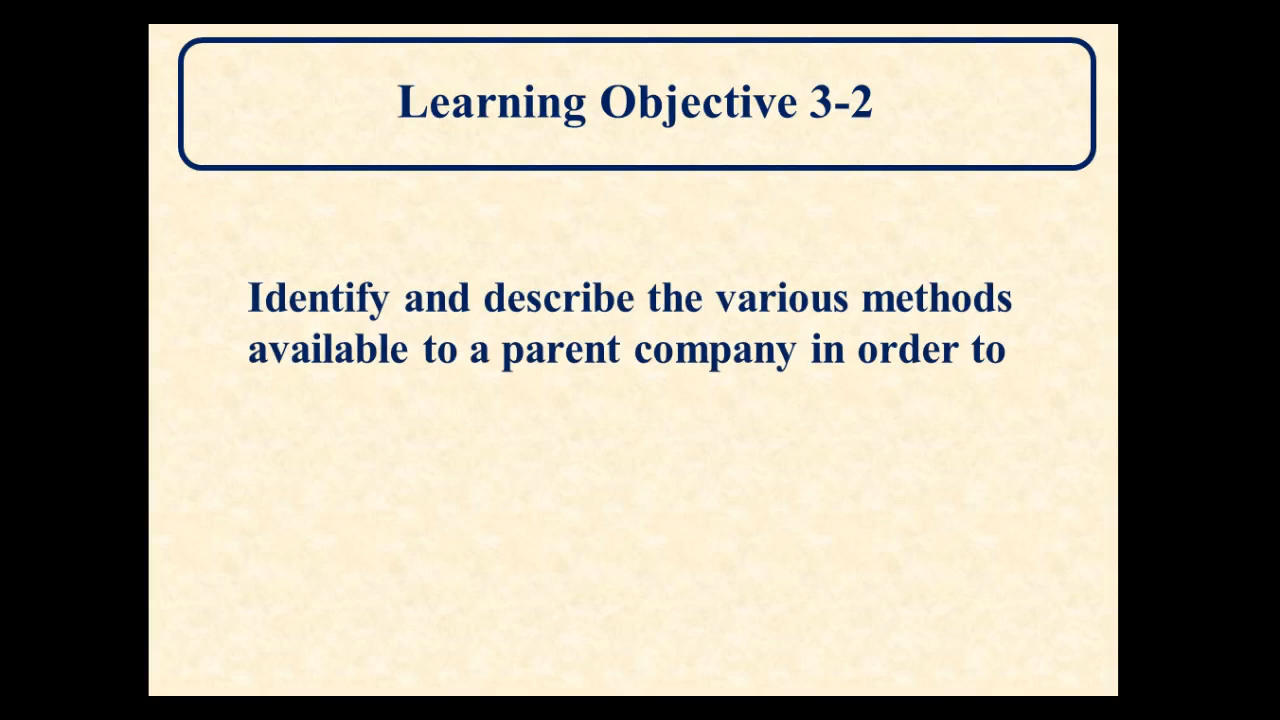 Learning Objective 3-2
Identify and describe the various methods
available to a parent company in order to